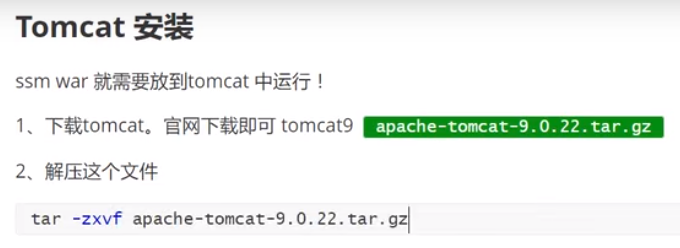 Tomcat 安装
ssm war 就需要放到tomcat 中运行！
1、下载tomcat。官网下载即可 tomcat9 apache-tomcat-9.0.22.tar.gz
2、解压这个文件
tar -zxvf apache-tomcat-9.0.22.tar.gz